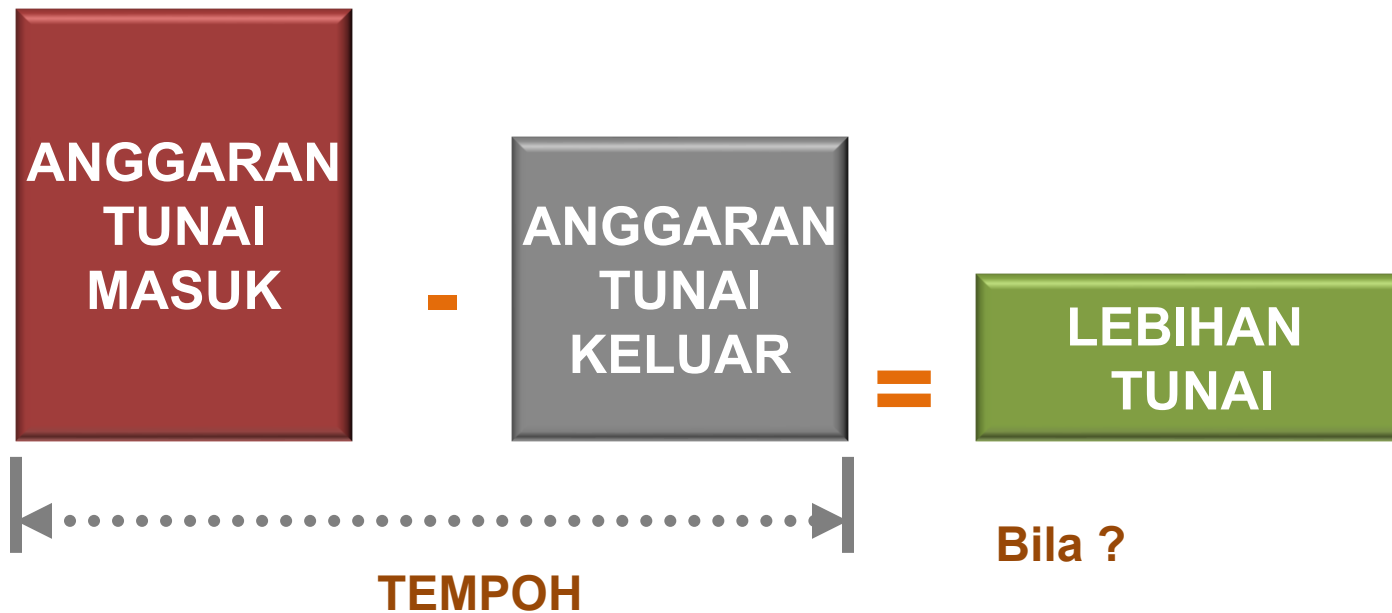 ANGGARAN
TUNAI
MASUK
-
ANGGARAN
TUNAI
KELUAR
=
LEBIHAN
TUNAI
TEMPOH
Bila ?